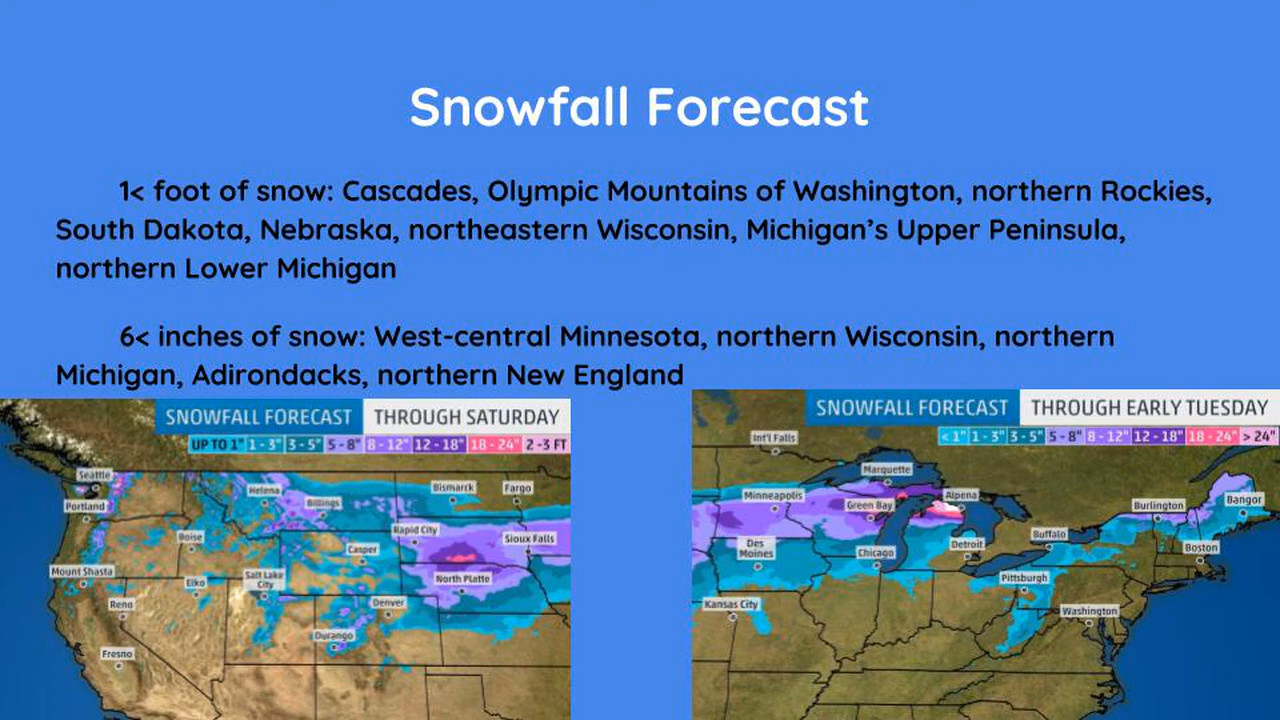 Snowfall Forecast
1< foot of snow: Cascades, Olympic Mountains of Washington, northern Rockies,
South Dakota, Nebraska, northeastern Wisconsin, Michigan’s Upper Peninsula,
northern Lower Michigan
6< inches of snow: West-central Minnesota, northern Wisconsin, northern
Michigan, Adirondacks, northern New England
SNOWFALL FORECAST THROUGH SATURDAY
UP TO 1" 1 - 3" 3 - 5" 5 - 8" 8 - 12" 12 - 18" 18 - 24" 2 -3 FT
Seattle
Portland
Helena
Billings
Bismarck
Fargo
Boise
Rapid City
Sioux Falls
Casper
Mount Shasta
Elko
Salt Lake
City
North Platte
Reno
Denver
Durango
Fresno
SNOWFALL FORECAST THROUGH EARLY TUESDAY
< 1" 1 - 3" 3 - 5" 5 - 8" 8 - 12" 12 - 18" 18 - 24" > 24"
Int'l Falls
Marquette
Minneapolis
Green Bay
Alpena
Burlington
Bangor
Des
Moines
Chicago
Detroit
Buffalo
Boston
Pittsburgh
Kansas City
Washington